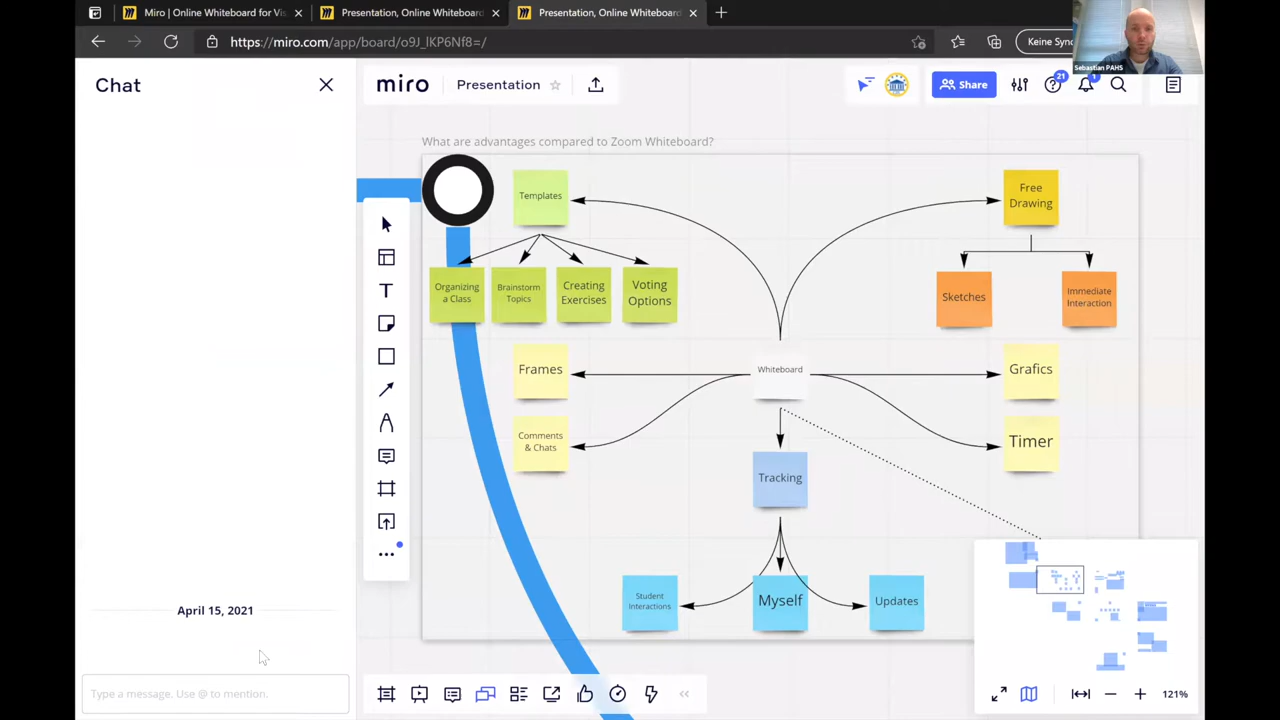 Miro | Online Whiteboard for Vis
Presentation, Online Whiteboard
Presentation, Online Whiteboard
https://miro.com/app/board/o9J_lKP6Nf8=/
Keine Sync
Sebastian PAHS
Chat
miro
Presentation
Share
21
1
What are advantages compared to Zoom Whiteboard?
Templates
Free
Drawing
Organizing
a Class
Brainstorm
Topics
Creating
Exercises
Voting
Options
Sketches
Immediate
Interaction
Frames
Whiteboard
Grafics
Comments
& Chats
Timer
Tracking
Student
Interactions
Myself
Updates
April 15, 2021
Type a message. Use @ to mention.
121%